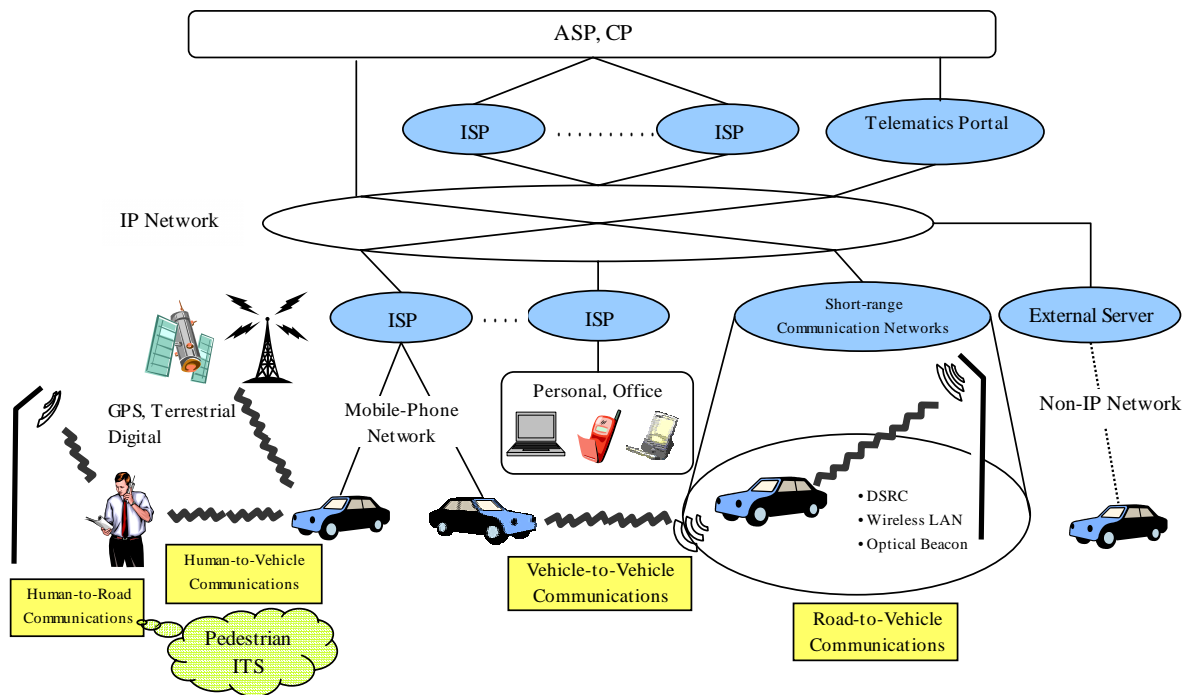 ASP, CP
ISP
ISP
Telematics Portal
IP Network
ISP
ISP
Short-range
Communication Networks
External Server
GPS, Terrestrial
Digital
Mobile-Phone
Network
Personal, Office
Non-IP Network
• DSRC
• Wireless LAN
• Optical Beacon
Human-to-Road
Communications
Human-to-Vehicle
Communications
Vehicle-to-Vehicle
Communications
Road-to-Vehicle
Communications
Pedestrian
ITS